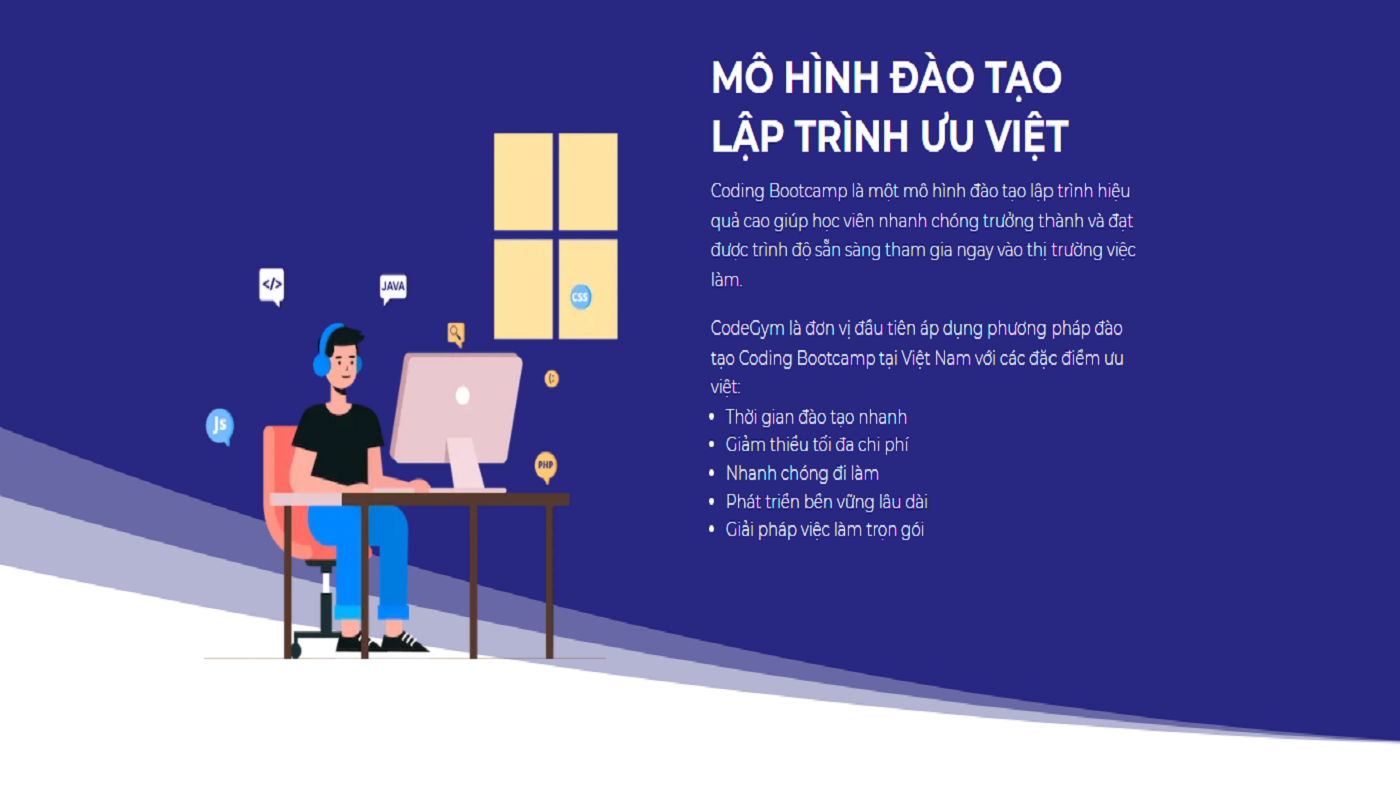 MÔ HÌNH ĐÀO TẠO
LẬP TRÌNH ƯU VIỆT
Coding Bootcamp là một mô hình đào tạo lập trình hiệu
quả cao giúp học viên nhanh chóng trưởng thành và đạt
được trình độ sẵn sàng tham gia ngay vào thị trường việc
làm.
CodeGym là đơn vị đầu tiên áp dụng phương pháp đào
tạo Coding Bootcamp tại Việt Nam với các đặc điểm ưu
việt:
• Thời gian đào tạo nhanh
• Giảm thiểu tối đa chi phí
• Nhanh chóng đi làm
• Phát triển bền vững lâu dài
• Giải pháp việc làm trọn gói
</>
JAVA
CSS
{;
Js
PHP